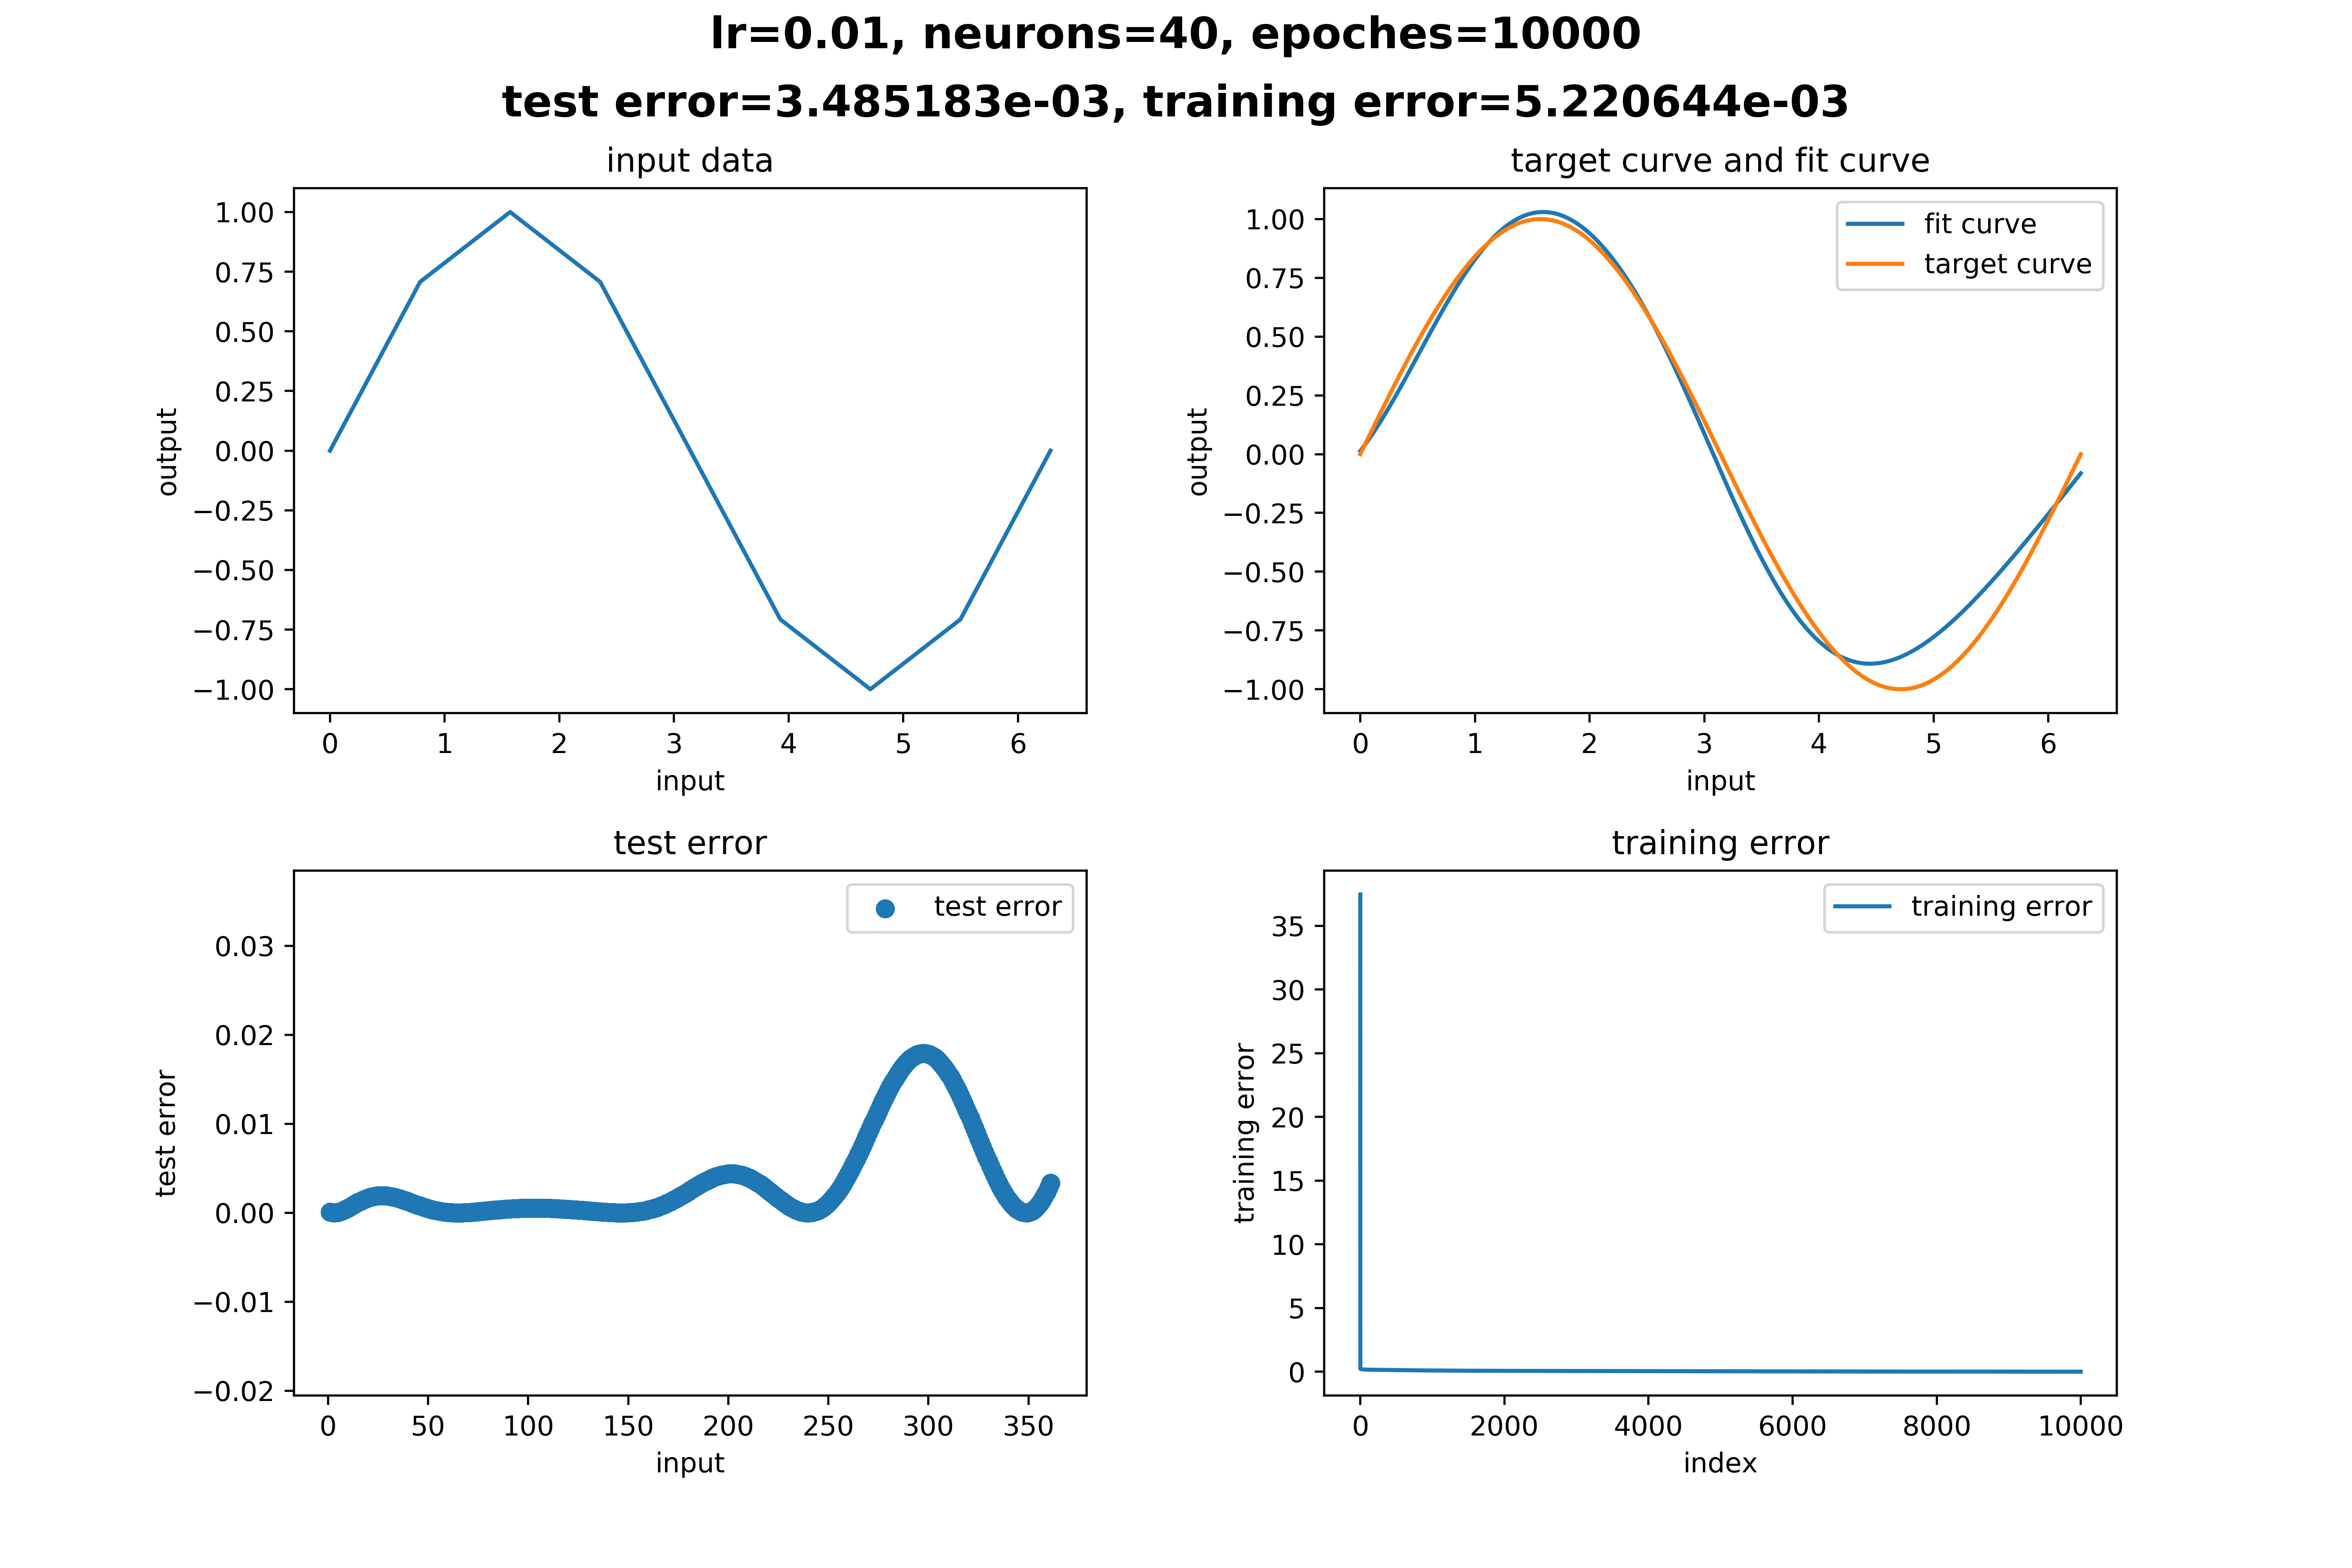 lr=0.01, neurons=40, epoches=10000
test error=3.485183e-03, training error=5.220644e-03
input data
1.00
0.75
0.50
0.25
0.00
−0.25
−0.50
−0.75
−1.00
output
0 1 2 3 4 5 6
input
target curve and fit curve
fit curve
target curve
1.00
0.75
0.50
0.25
0.00
−0.25
−0.50
−0.75
−1.00
output
0 1 2 3 4 5 6
input
test error
test error
0.03
0.02
0.01
0.00
−0.01
−0.02
test error
0 50 100 150 200 250 300 350
input
training error
training error
35
30
25
20
15
10
5
0
training error
0 2000 4000 6000 8000 10000
index